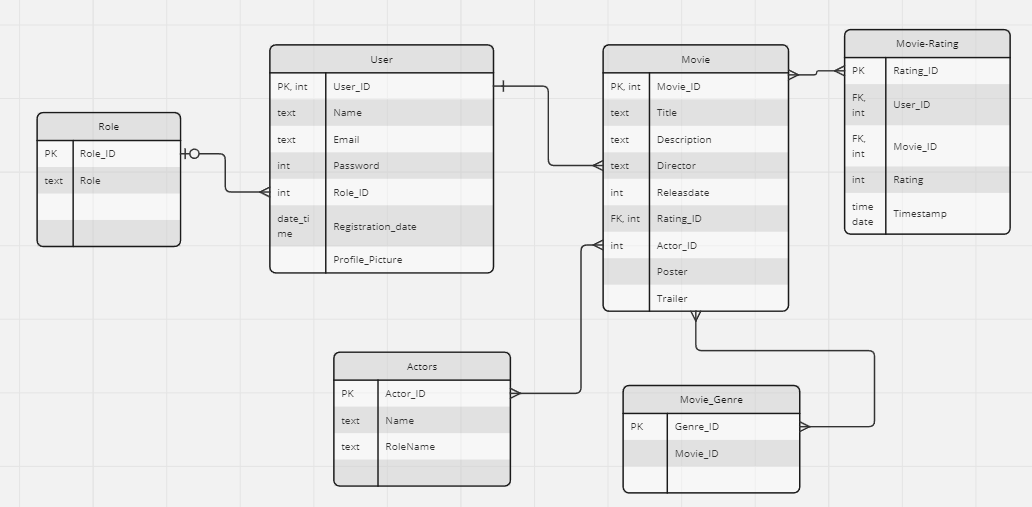 Role
PK Role_ID
text Role
User
PK, int User_ID
text Name
text Email
int Password
int Role_ID
date_ti
me
Registration_date
Profile_Picture
Movie
PK, int Movie_ID
text Title
text Description
text Director
int Releasdate
FK, int Rating_ID
int Actor_ID
Poster
Trailer
Movie-Rating
PK Rating_ID
FK,
int
User_ID
FK,
int
Movie_ID
int Rating
time
date
Timestamp
Actors
PK Actor_ID
text Name
text RoleName
Movie_Genre
PK Genre_ID
Movie_ID